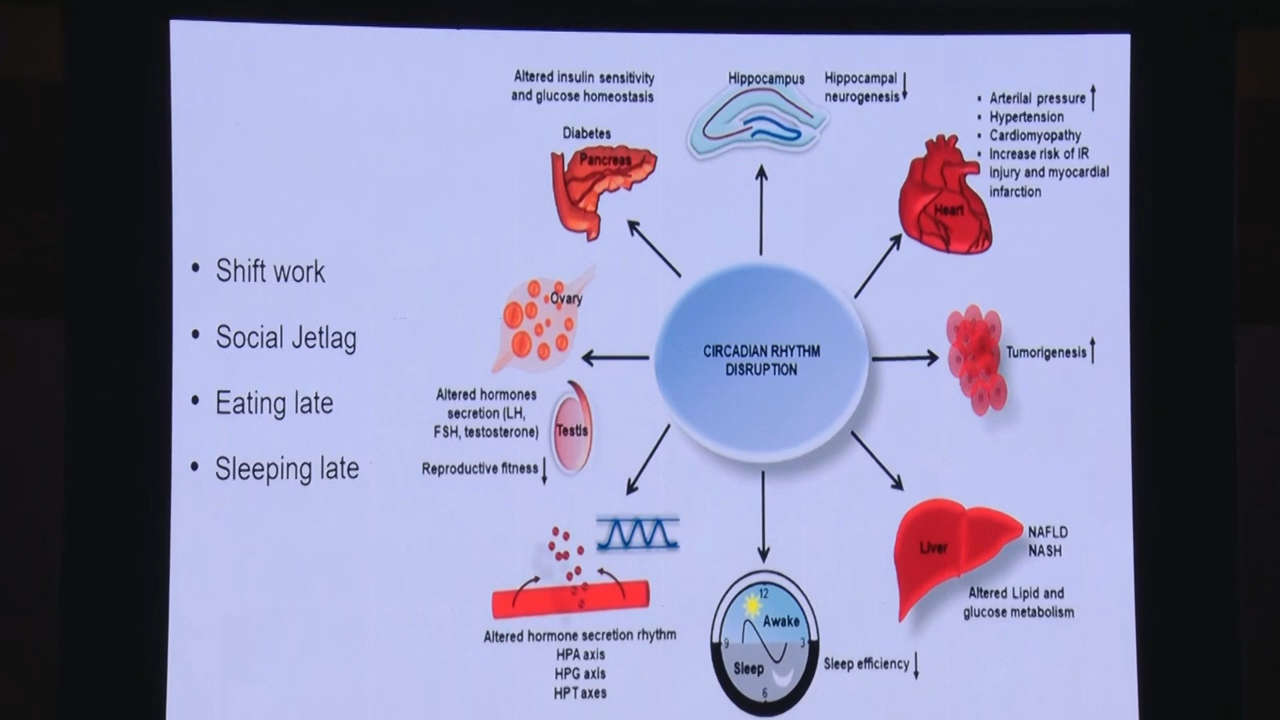 • Shift work
• Social Jetlag
• Eating late
• Sleeping late
Altered insulin sensitivity
and glucose homeostasis
Diabetes
Pancreas
Hippocampus
Hippocampal
neurogenesis↓
▪ Arterilal pressure↑
▪ Hypertension
▪ Cardiomyopathy
▪ Increase risk of IR
injury and myocardial
infarction
Heart
Ovary
CIRCADIAN RHYTHM
DISRUPTION
Tumorigenesis↑
Altered hormones
secretion (LH,
FSH, testosterone)
Testis
Reproductive fitness↓
Liver
NAFLD
NASH
Altered Lipid and
glucose metabolism
Altered hormone secretion rhythm
HPA axis
HPG axis
HPT axes
12
Awake
9
3
Sleep
6
Sleep efficiency↓